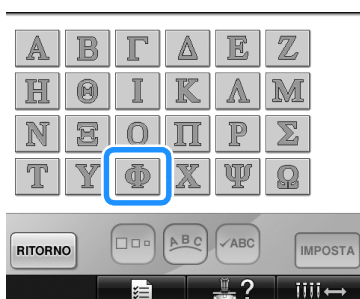 Α Β Γ Δ Ε Ζ
Η Θ Ι Κ Λ Μ
Ν Ξ Ο Π Ρ Σ
Τ Υ Φ Χ Ψ Ω
RITORNO ABC ✓ABC IMPOSTA
?